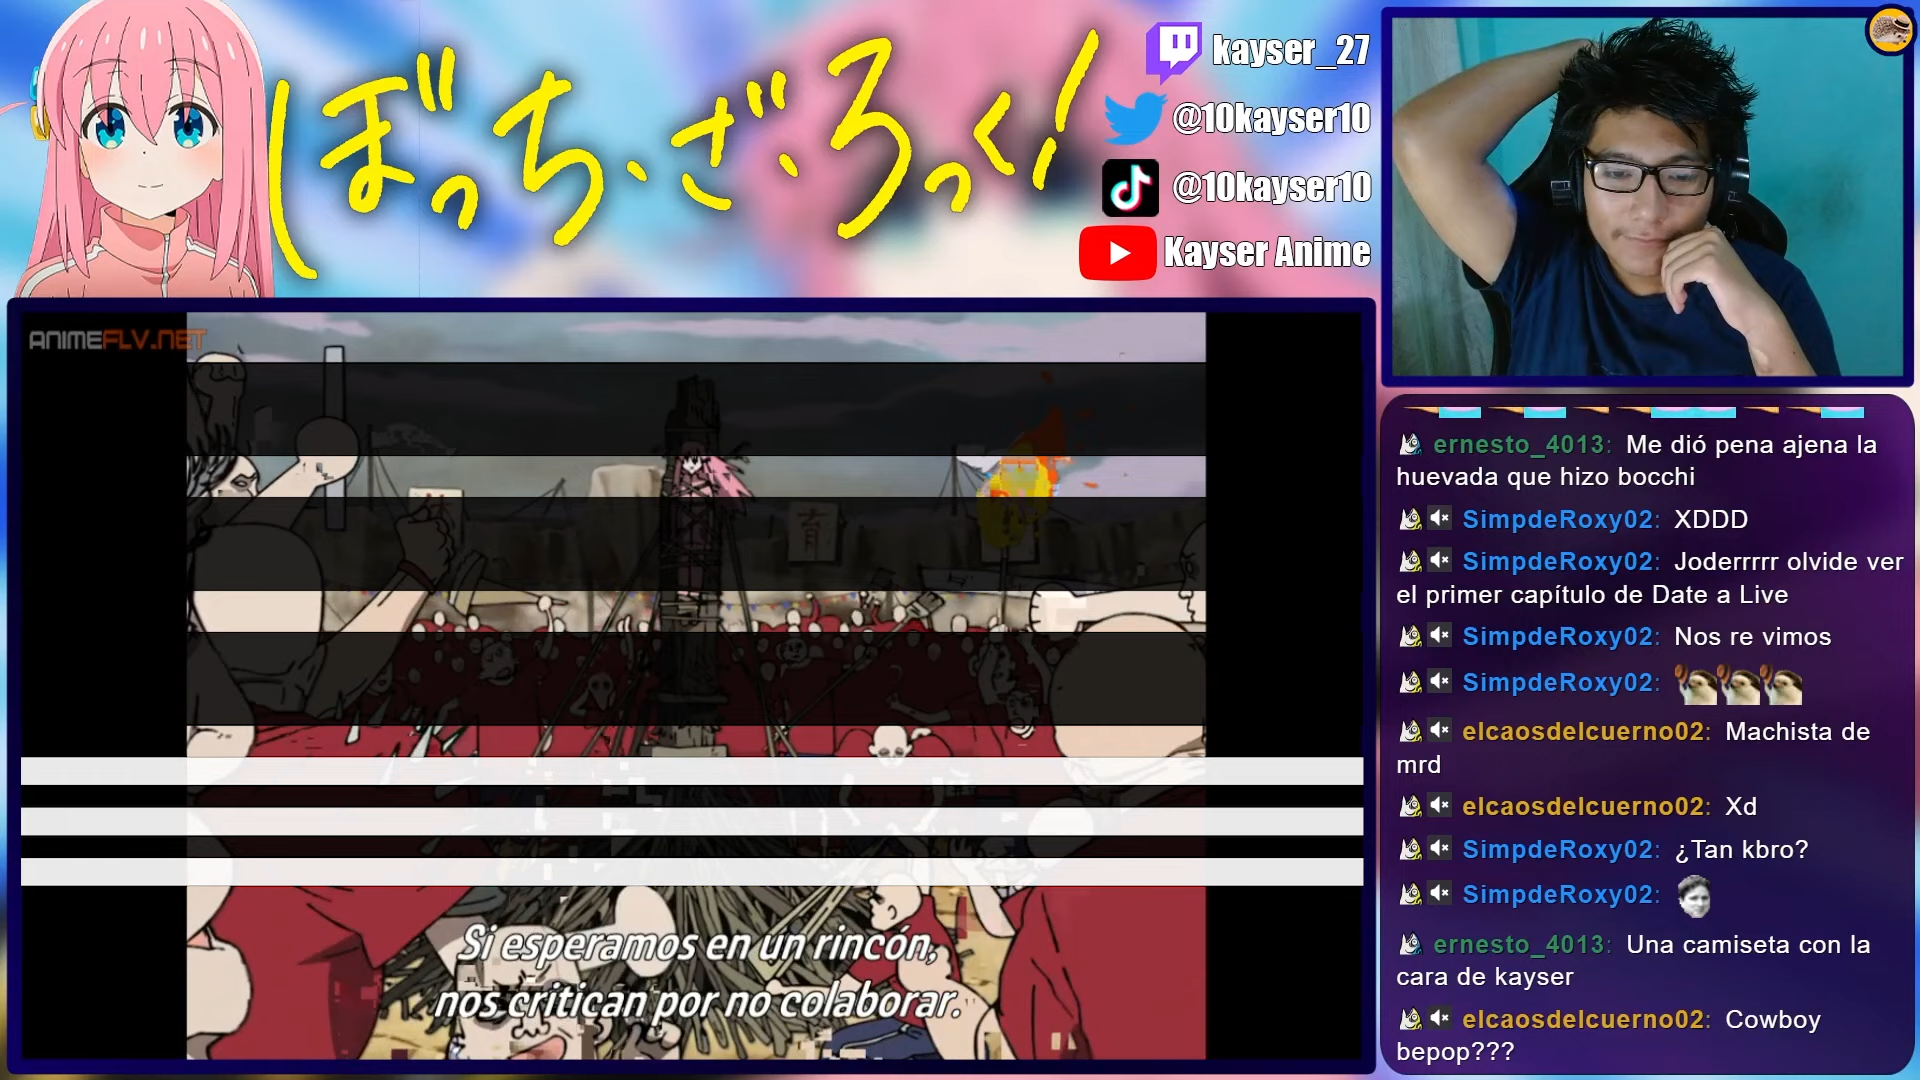 ぼっち・ざ・ろっく!
kayser_27
@10kayser10
@10kayser10
Kayser Anime
ANIMEFLV.NET
育
Si esperamos en un rincón,
nos critican por no colaborar.
ernesto_4013: Me dió pena ajena la
huevada que hizo bocchi
SimpdeRoxy02: XDDD
SimpdeRoxy02: Joderrrrr olvide ver
el primer capítulo de Date a Live
SimpdeRoxy02: Nos re vimos
SimpdeRoxy02:
elcaosdelcuerno02: Machista de
mrd
elcaosdelcuerno02: Xd
SimpdeRoxy02: ¿Tan kbro?
SimpdeRoxy02:
ernesto_4013: Una camiseta con la
cara de kayser
elcaosdelcuerno02: Cowboy
bepop???